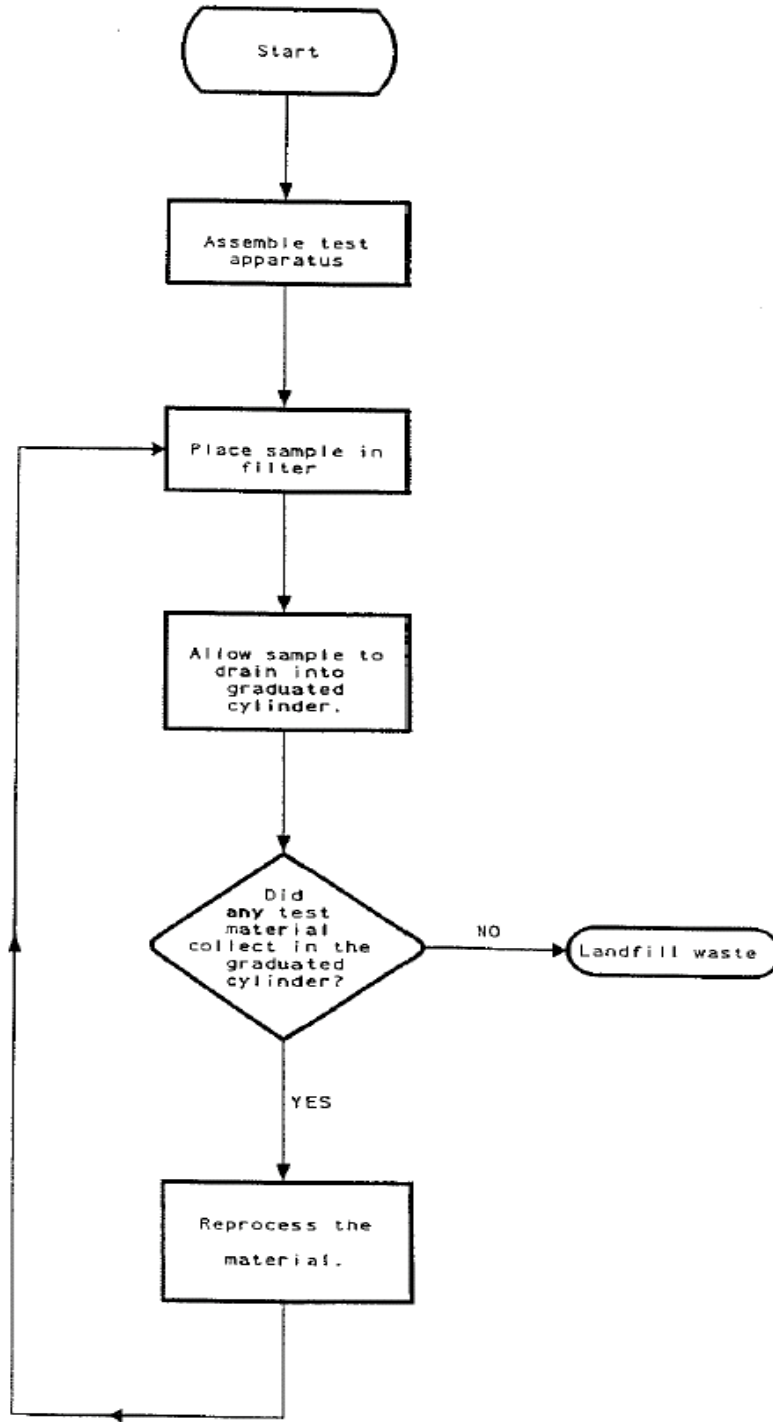 Start
Assemble test
apparatus
Place sample in
filter
Allow sample to
drain into
graduated
cylinder.
Did
any test
material
collect in the
graduated
cylinder?
NO
Landfill waste
YES
Reprocess the
material.